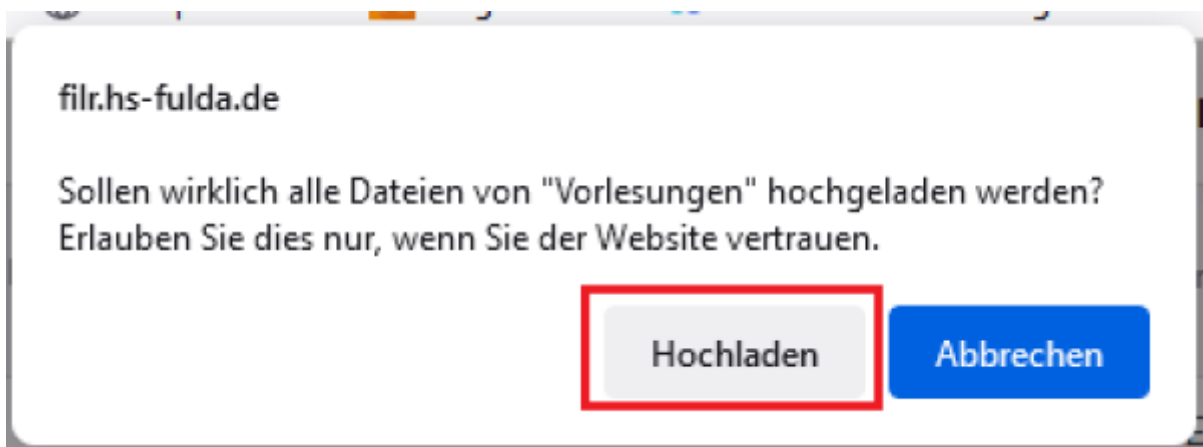 filr.hs-fulda.de
Sollen wirklich alle Dateien von "Vorlesungen" hochgeladen werden?
Erlauben Sie dies nur, wenn Sie der Website vertrauen.
Hochladen Abbrechen